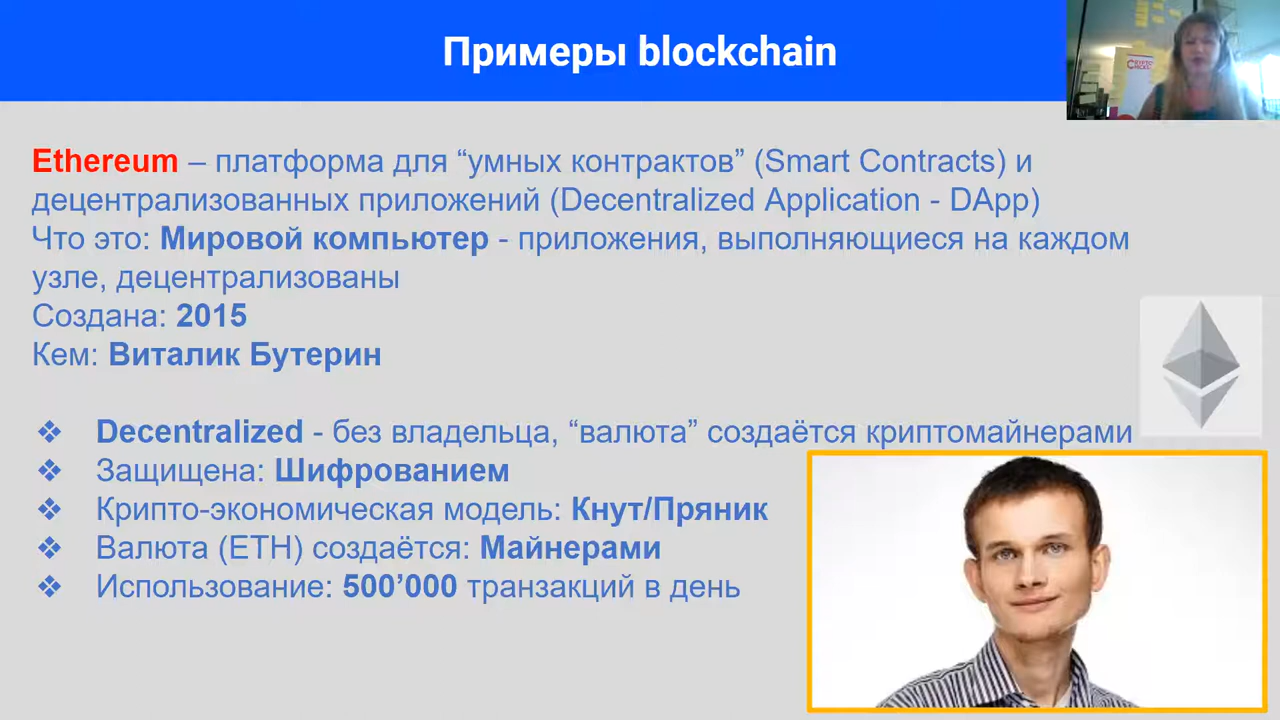 Примеры blockchain
Ethereum – платформа для “умных контрактов” (Smart Contracts) и
децентрализованных приложений (Decentralized Application - DApp)
Что это: Мировой компьютер - приложения, выполняющиеся на каждом
узле, децентрализованы
Создана: 2015
Кем: Виталик Бутерин
❖ Decentralized - без владельца, “валюта” создаётся криптомайнерами
❖ Защищена: Шифрованием
❖ Крипто-экономическая модель: Кнут/Пряник
❖ Валюта (ETH) создаётся: Майнерами
❖ Использование: 500’000 транзакций в день